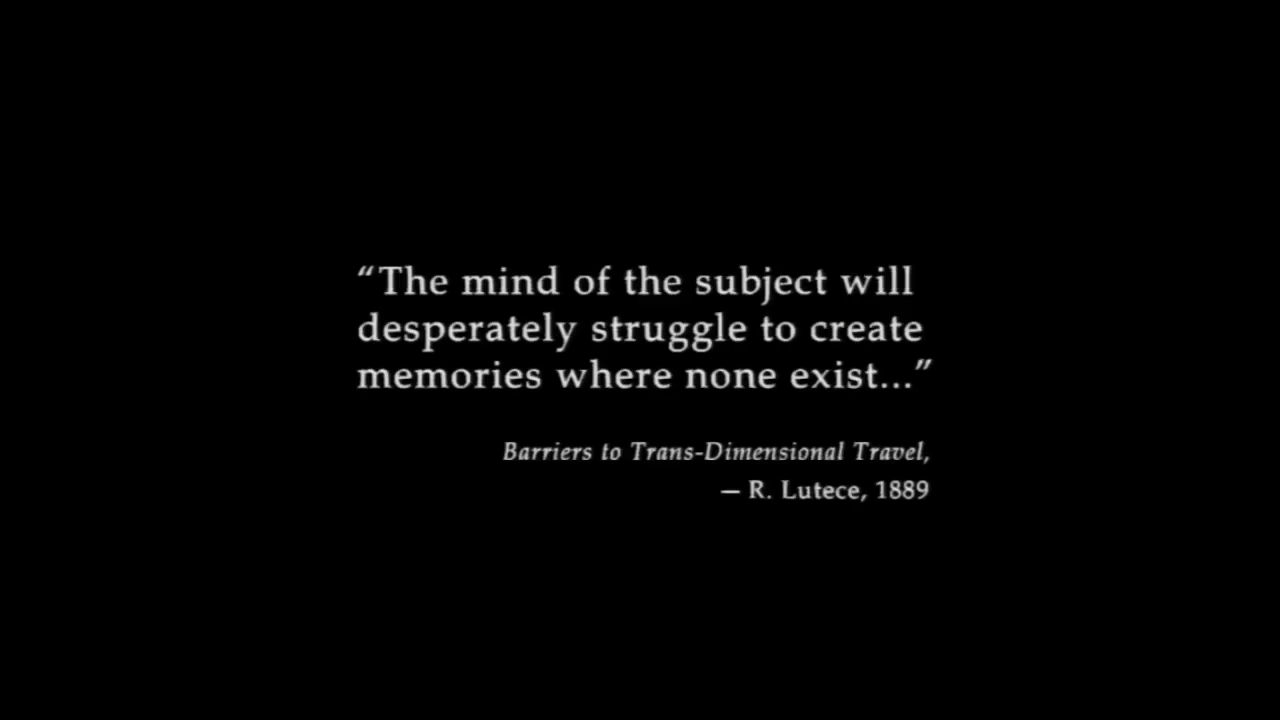 “The mind of the subject will
desperately struggle to create
memories where none exist...”
Barriers to Trans-Dimensional Travel,
— R. Lutece, 1889